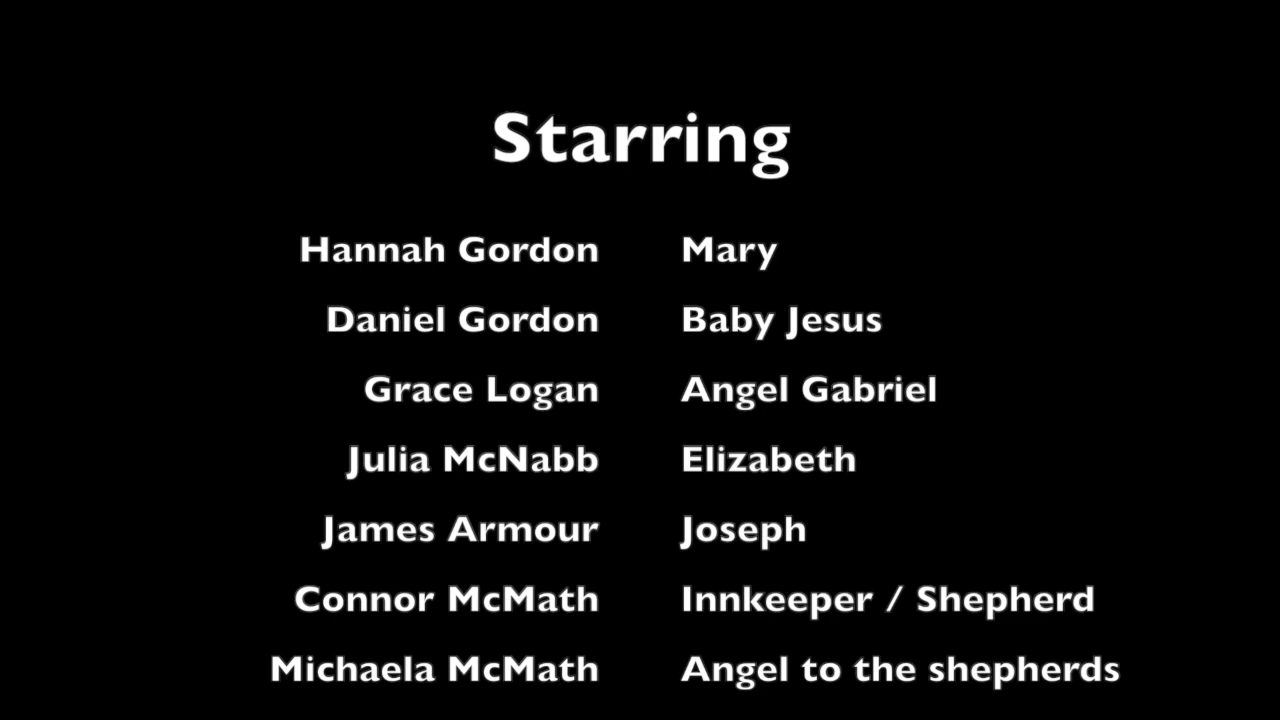 Starring
Hannah Gordon Mary
Daniel Gordon Baby Jesus
Grace Logan Angel Gabriel
Julia McNabb Elizabeth
James Armour Joseph
Connor McMath Innkeeper / Shepherd
Michaela McMath Angel to the shepherds